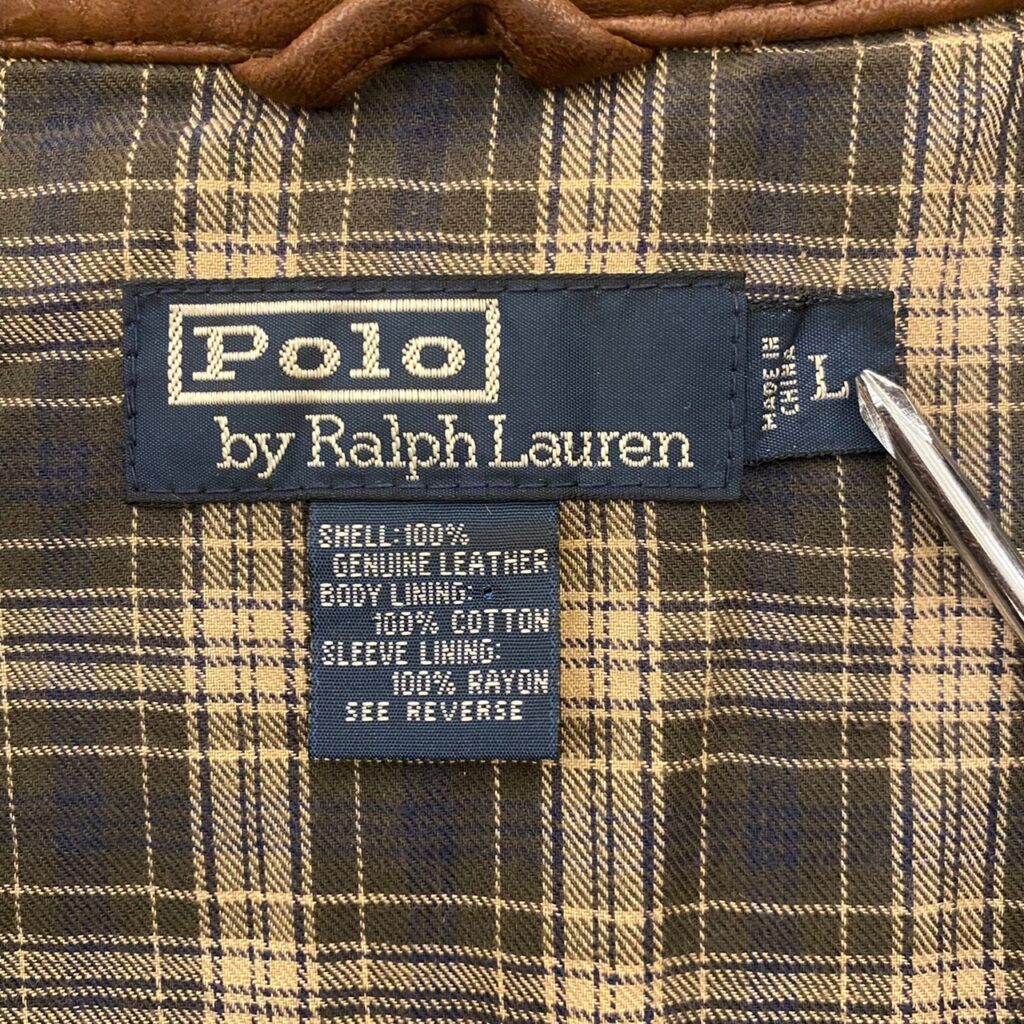 Polo
by Ralph Lauren
MADE IN
CHINA
L
SHELL:100%
GENUINE LEATHER
BODY LINING:
100% COTTON
SLEEVE LINING:
100% RAYON
SEE REVERSE